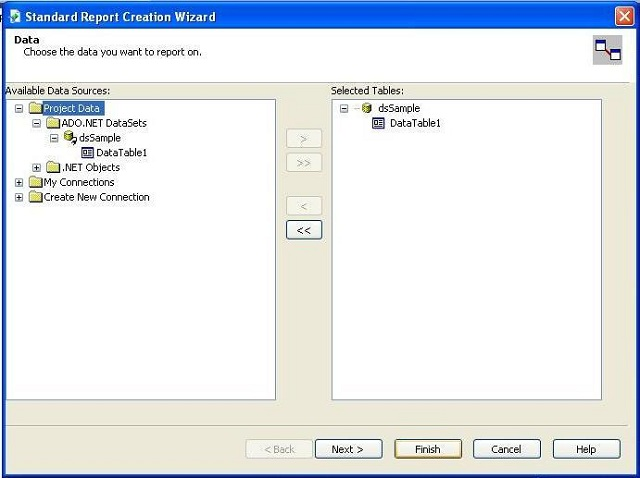 Standard Report Creation Wizard
Data
Choose the data you want to report on.
Available Data Sources:
Project Data
ADO.NET DataSets
dsSample
DataTable1
.NET Objects
My Connections
Create New Connection
>
>>
<
<<
Selected Tables:
dsSample
DataTable1
< Back
Next >
Finish
Cancel
Help